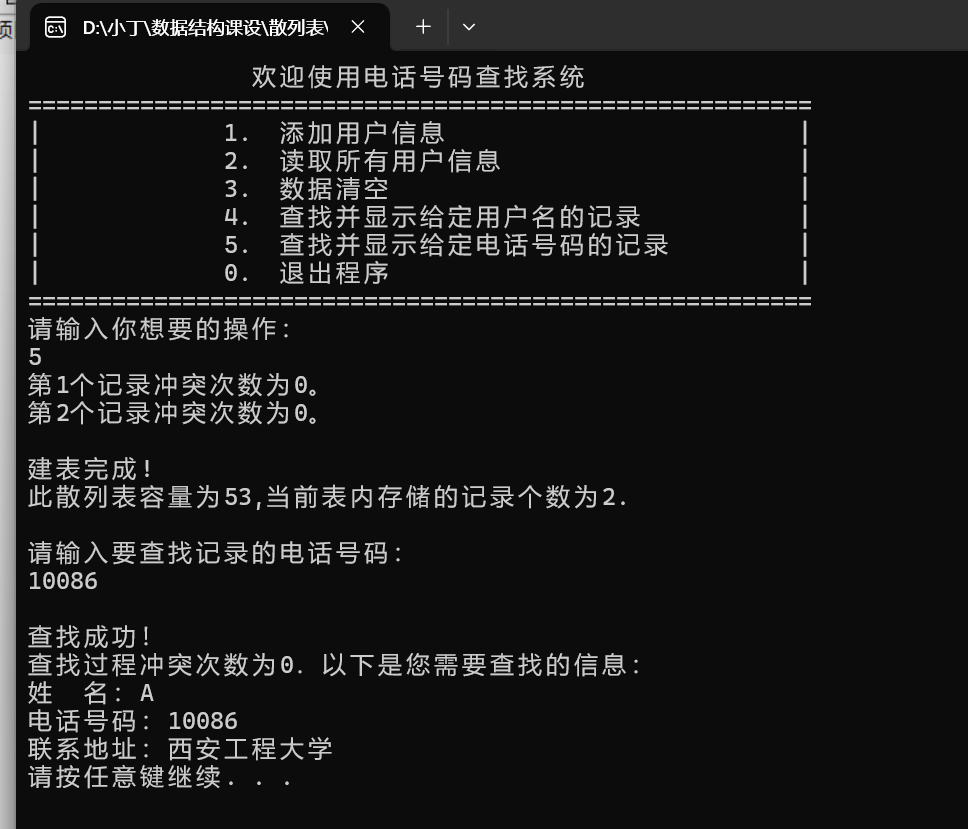 D:\小丁\数据结构课设\散列表\
欢迎使用电话号码查找系统
========================================================
|             1.  添加用户信息                          |
|             2.  读取所有用户信息                      |
|             3.  数据清空                              |
|             4.  查找并显示给定用户名的记录            |
|             5.  查找并显示给定电话号码的记录          |
|             0.  退出程序                              |
========================================================
请输入你想要的操作:
5
第1个记录冲突次数为0。
第2个记录冲突次数为0。
建表完成!
此散列表容量为53,当前表内存储的记录个数为2.
请输入要查找记录的电话号码:
10086
查找成功!
查找过程冲突次数为0. 以下是您需要查找的信息:
姓  名: A
电话号码: 10086
联系地址: 西安工程大学
请按任意键继续. . .